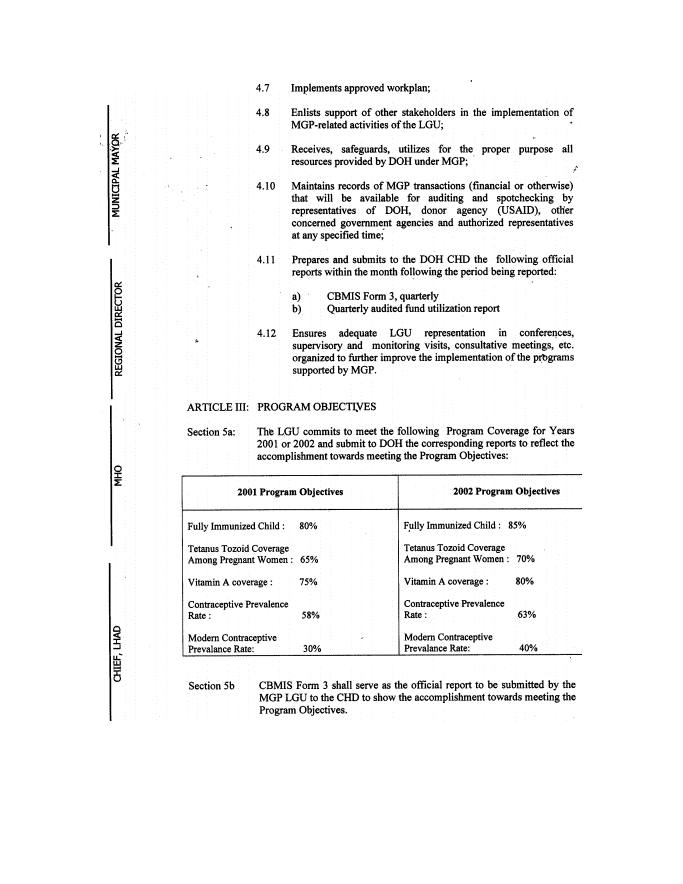 4.7 Implements approved workplan;
4.8 Enlists support of other stakeholders in the implementation of
MGP-related activities of the LGU;
4.9 Receives, safeguards, utilizes for the proper purpose all
resources provided by DOH under MGP;
4.10 Maintains records of MGP transactions (financial or otherwise)
that will be available for auditing and spotchecking by
representatives of DOH, donor agency (USAID), other
concerned government agencies and authorized representatives
at any specified time;
4.11 Prepares and submits to the DOH CHD the following official
reports within the month following the period being reported:
a) CBMIS Form 3, quarterly
b) Quarterly audited fund utilization report
4.12 Ensures adequate LGU representation in conferences,
supervisory and monitoring visits, consultative meetings, etc.
organized to further improve the implementation of the programs
supported by MGP.
ARTICLE III: PROGRAM OBJECTIVES
Section 5a: The LGU commits to meet the following Program Coverage for Years
2001 or 2002 and submit to DOH the corresponding reports to reflect the
accomplishment towards meeting the Program Objectives:
2001 Program Objectives
Fully Immunized Child : 80%
Tetanus Tozoid Coverage
Among Pregnant Women : 65%
Vitamin A coverage : 75%
Contraceptive Prevalence
Rate : 58%
Modern Contraceptive
Prevalance Rate: 30%
2002 Program Objectives
Fully Immunized Child : 85%
Tetanus Tozoid Coverage
Among Pregnant Women : 70%
Vitamin A coverage : 80%
Contraceptive Prevalence
Rate : 63%
Modern Contraceptive
Prevalance Rate: 40%
Section 5b CBMIS Form 3 shall serve as the official report to be submitted by the
MGP LGU to the CHD to show the accomplishment towards meeting the
Program Objectives.
MUNICIPAL MAYOR
REGIONAL DIRECTOR
MHO
CHIEF, LHAD